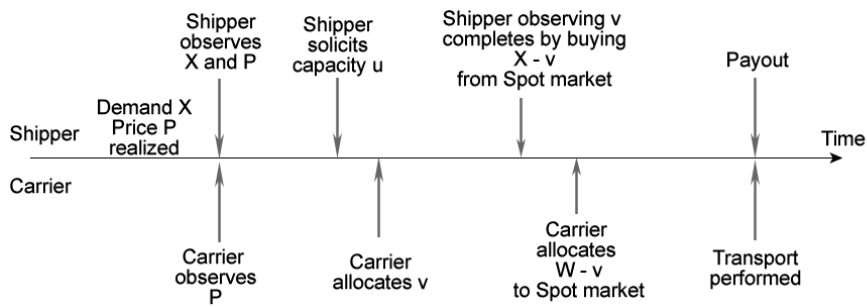 Shipper
observes
X and P
Shipper
solicits
capacity u
Shipper observing v
completes by buying
X - v
from Spot market
Payout
Demand X
Price P
realized
Shipper
Time
Carrier
Carrier
observes
P
Carrier
allocates v
Carrier
allocates
W - v
to Spot market
Transport
performed